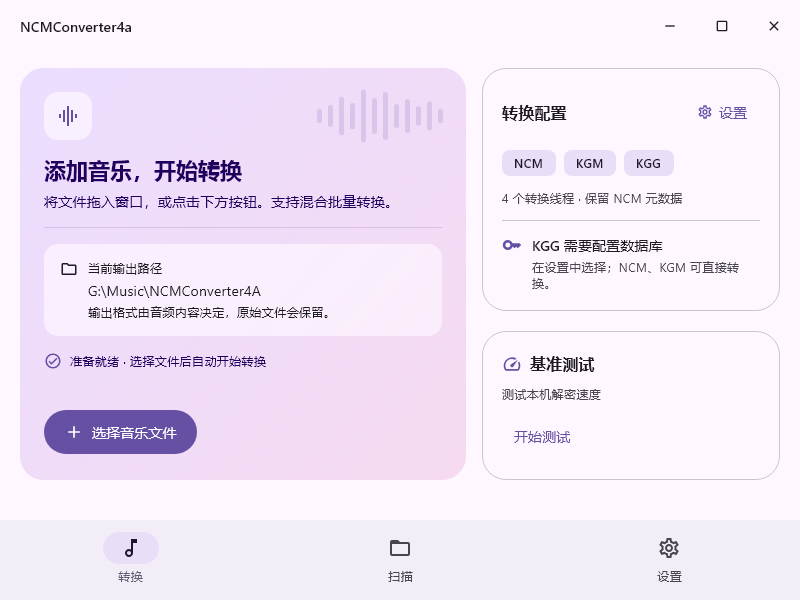 NCMConverter4a
添加音乐，开始转换
将文件拖入窗口，或点击下方按钮。支持混合批量转换。
当前输出路径
G:\Music\NCMConverter4A
输出格式由音频内容决定，原始文件会保留。
准备就绪 · 选择文件后自动开始转换
选择音乐文件
转换配置
设置
NCM
KGM
KGG
4 个转换线程 · 保留 NCM 元数据
KGG 需要配置数据库
在设置中选择；NCM、KGM 可直接转
换。
基准测试
测试本机解密速度
开始测试
转换
扫描
设置